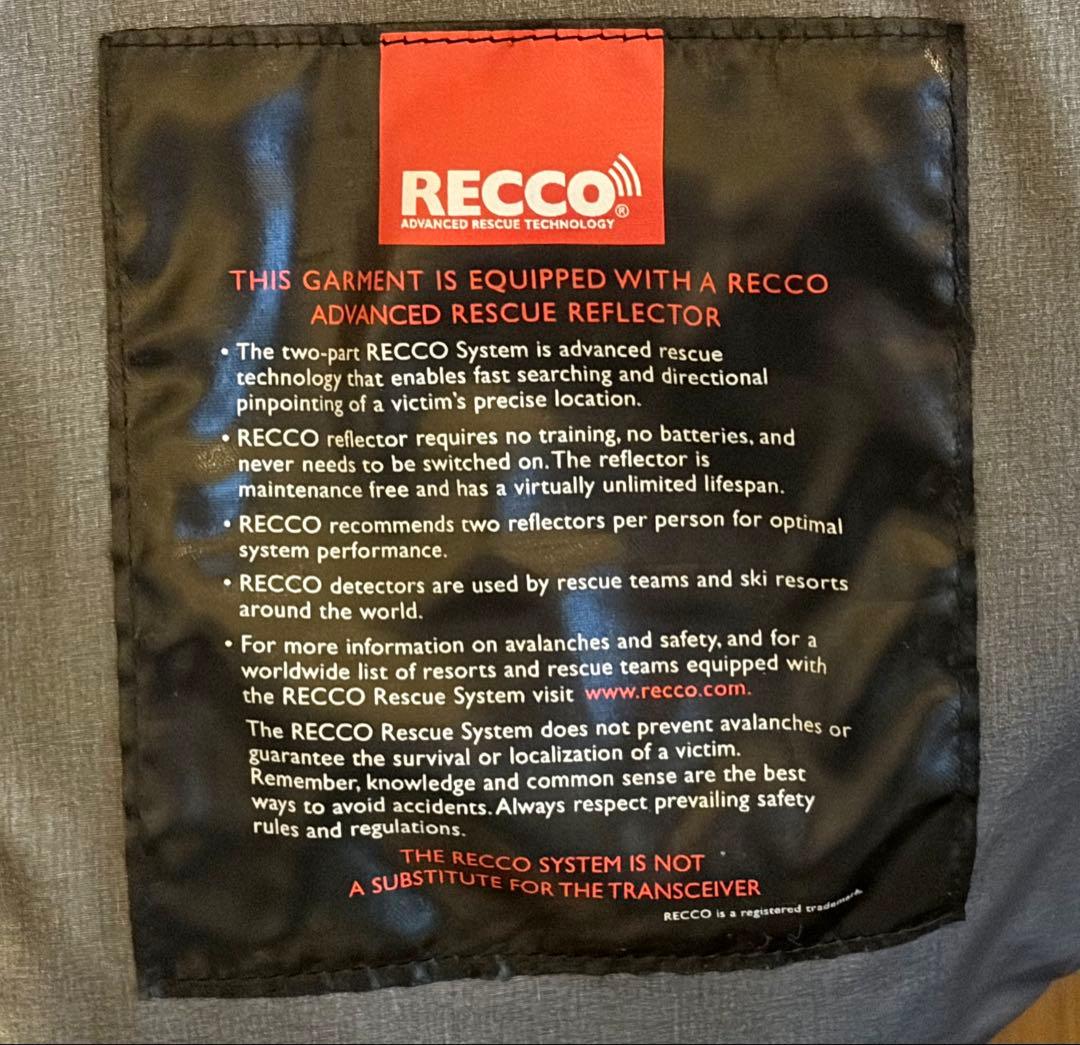 RECCO®
ADVANCED RESCUE TECHNOLOGY
THIS GARMENT IS EQUIPPED WITH A RECCO
ADVANCED RESCUE REFLECTOR
• The two-part RECCO System is advanced rescue
technology that enables fast searching and directional
pinpointing of a victim's precise location.
• RECCO reflector requires no training, no batteries, and
never needs to be switched on. The reflector is
maintenance free and has a virtually unlimited lifespan.
• RECCO recommends two reflectors per person for optimal
system performance.
• RECCO detectors are used by rescue teams and ski resorts
around the world.
• For more information on avalanches and safety, and for a
worldwide list of resorts and rescue teams equipped with
the RECCO Rescue System visit www.recco.com.
The RECCO Rescue System does not prevent avalanches or
guarantee the survival or localization of a victim.
Remember, knowledge and common sense are the best
ways to avoid accidents. Always respect prevailing safety
rules and regulations.
THE RECCO SYSTEM IS NOT
A SUBSTITUTE FOR THE TRANSCEIVER
RECCO is a registered trademark